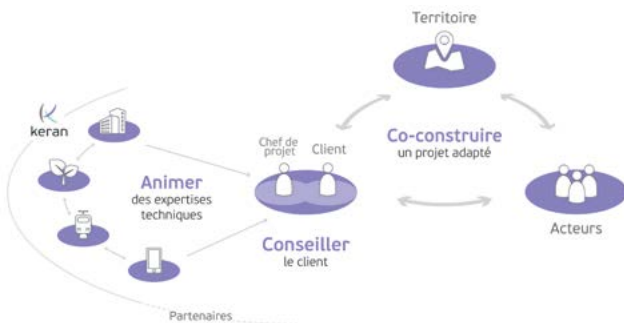 Territoire
keran
Chef de
projet
Client
Co-construire
un projet adapté
Animer
des expertises
techniques
Acteurs
Conseiller
le client
Partenaires